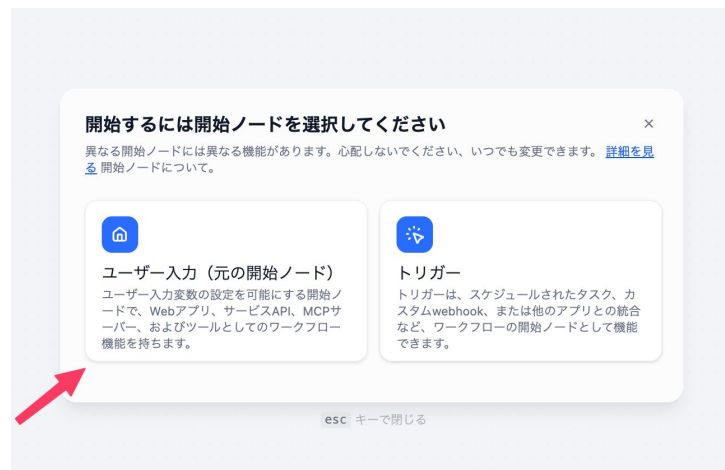 開始するには開始ノードを選択してください
異なる開始ノードには異なる機能があります。心配しないでください、いつでも変更できます。 詳細を見
る 開始ノードについて。
ユーザー入力（元の開始ノード）
ユーザー入力変数の設定を可能にする開始ノ
ードで、Webアプリ、サービスAPI、MCPサ
ーバー、およびツールとしてのワークフロー
機能を持ちます。
トリガー
トリガーは、スケジュールされたタスク、カ
スタムwebhook、または他のアプリとの統合
など、ワークフローの開始ノードとして機能
できます。
esc キーで閉じる